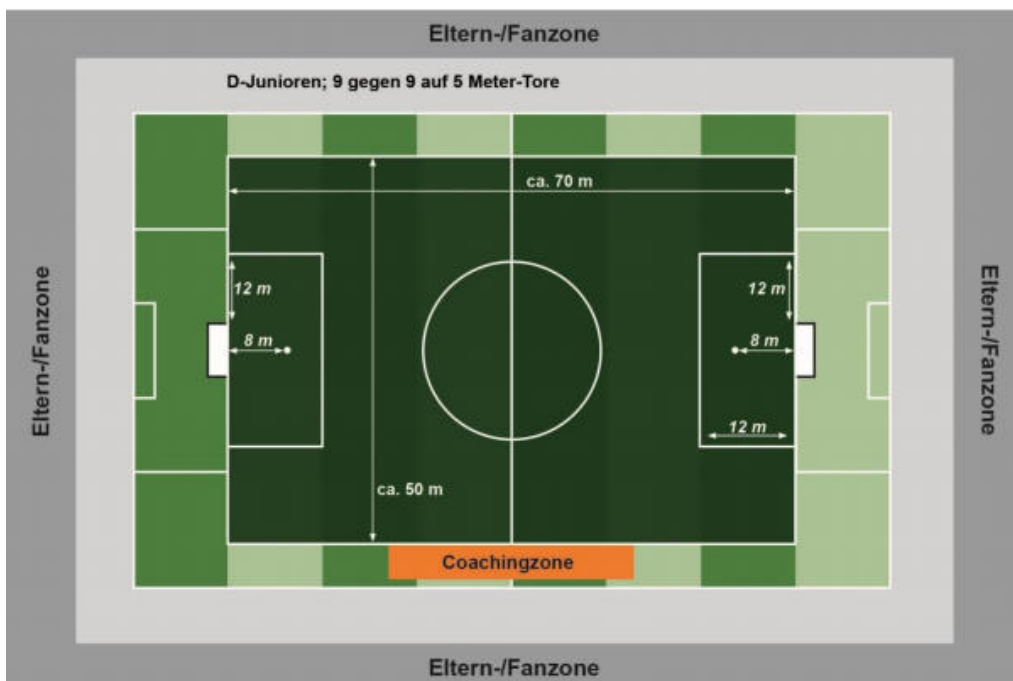 Eltern-/Fanzone
D-Junioren; 9 gegen 9 auf 5 Meter-Tore
ca. 70 m
12 m
12 m
8 m
8 m
Eltern-/Fanzone
Eltern-/Fanzone
12 m
ca. 50 m
Coachingzone
Eltern-/Fanzone